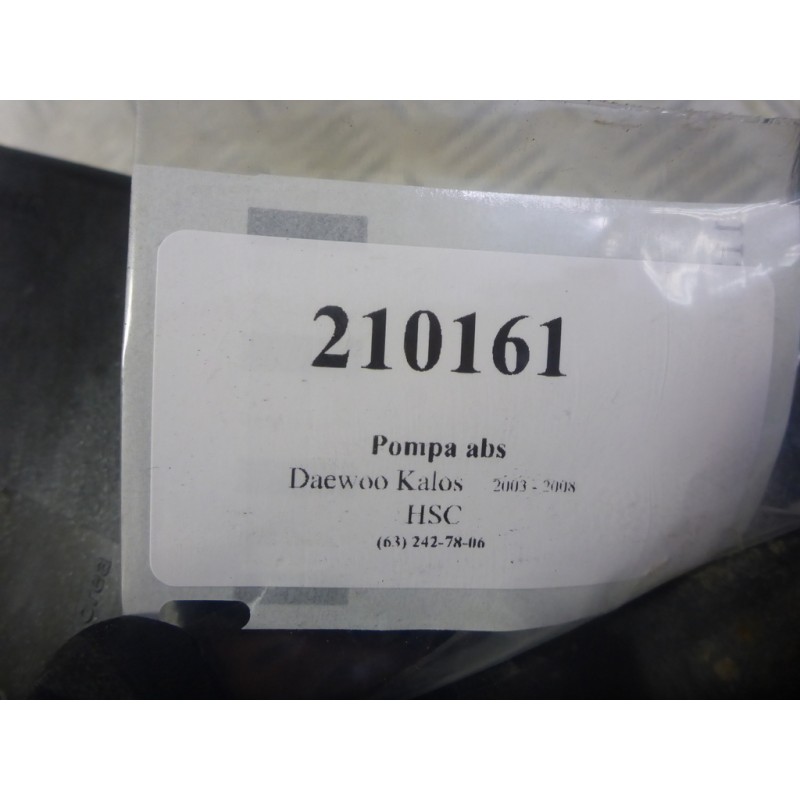 210161
Pompa abs
Daewoo Kalos 2003 - 2008
HSC
(63) 242-78-06